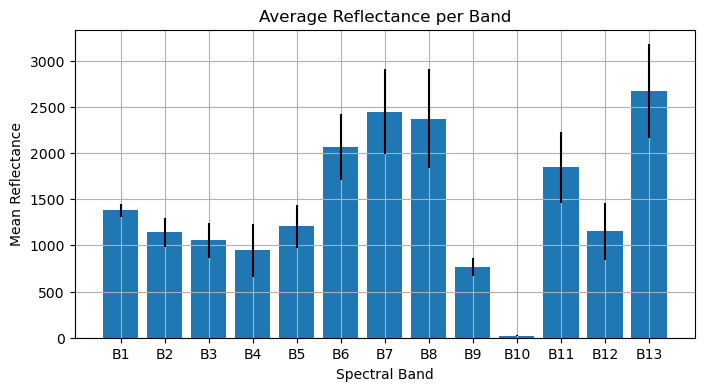 Average Reflectance per Band
Mean Reflectance
3000
2500
2000
1500
1000
500
0
B1 B2 B3 B4 B5 B6 B7 B8 B9 B10 B11 B12 B13
Spectral Band